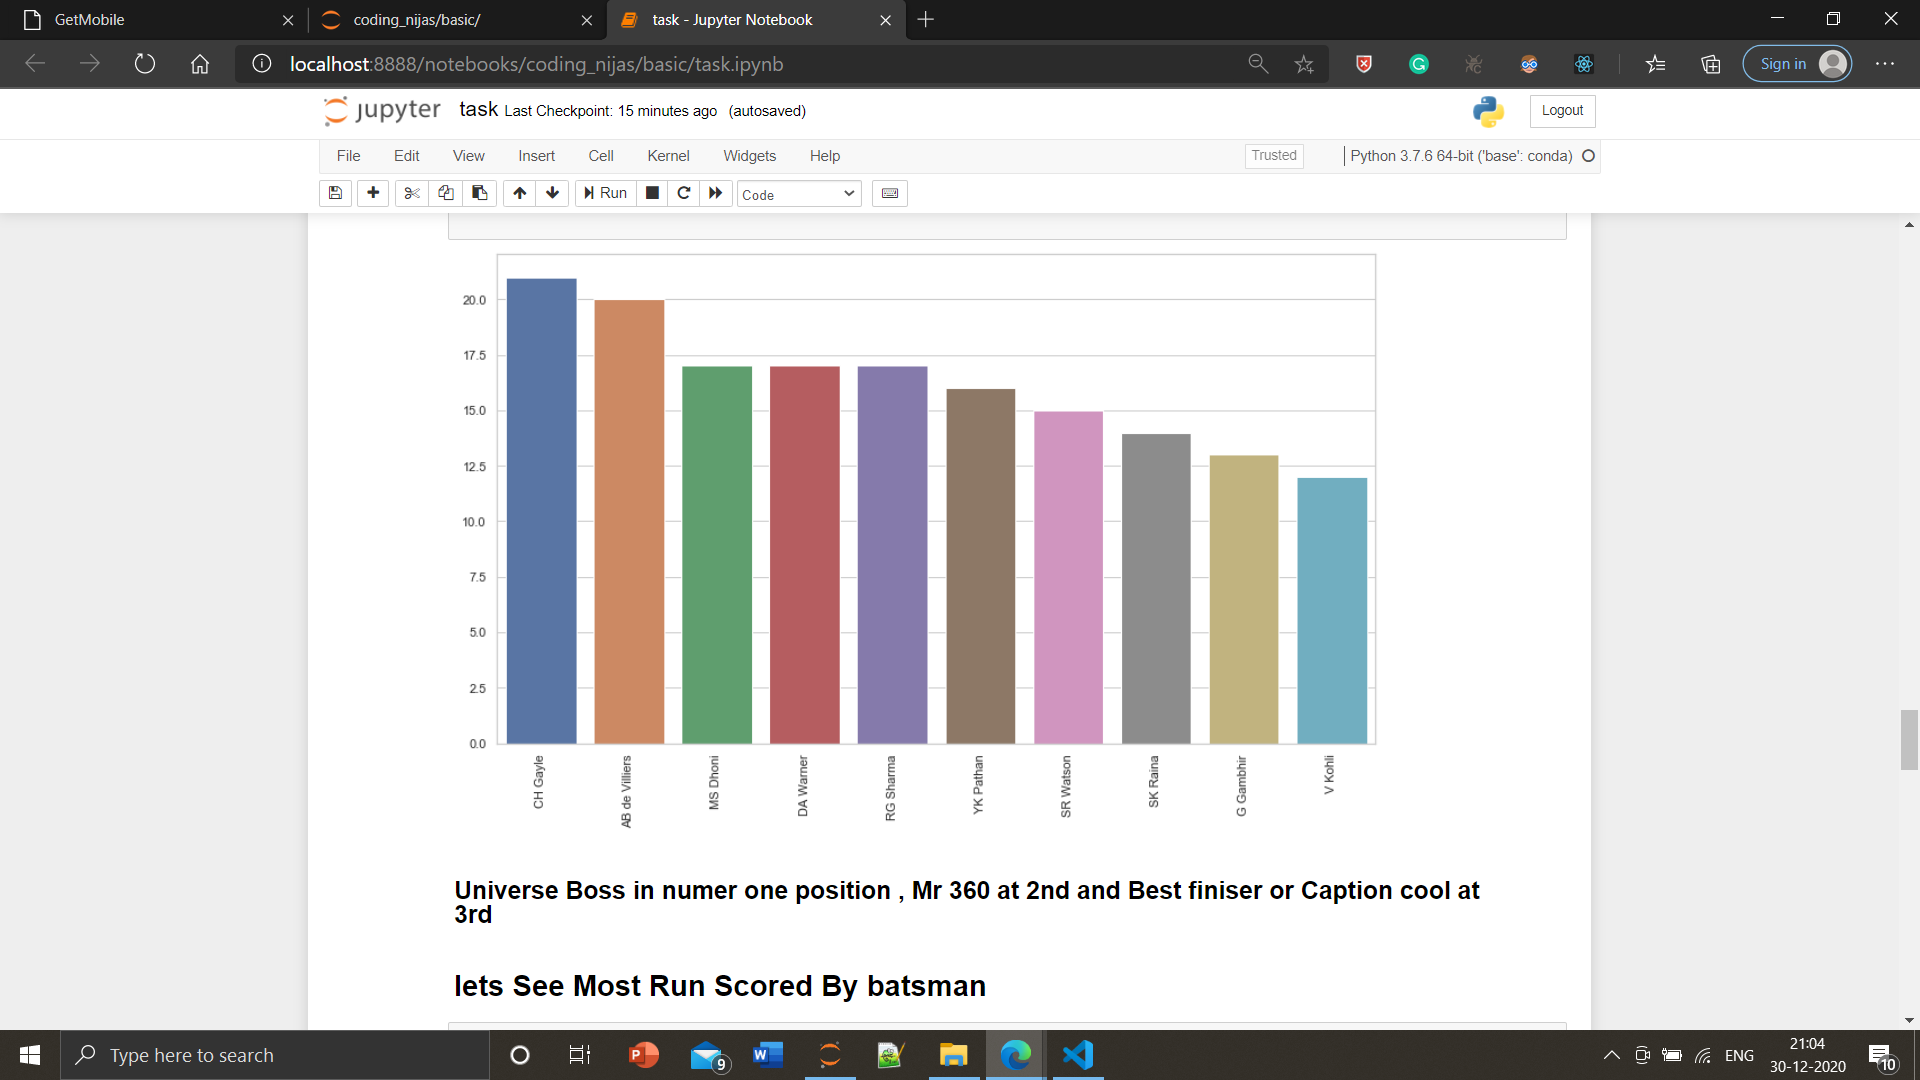 GetMobile
coding_nijas/basic/
task - Jupyter Notebook
localhost:8888/notebooks/coding_nijas/basic/task.ipynb
Sign in
jupyter task Last Checkpoint: 15 minutes ago (autosaved)
Logout
File Edit View Insert Cell Kernel Widgets Help
Trusted
Python 3.7.6 64-bit ('base': conda)
Run
Code
20.0
17.5
15.0
12.5
10.0
7.5
5.0
2.5
0.0
CH Gayle
AB de Villiers
MS Dhoni
DA Warner
RG Sharma
YK Pathan
SR Watson
SK Raina
G Gambhir
V Kohli
Universe Boss in numer one position , Mr 360 at 2nd and Best finiser or Caption cool at
3rd
lets See Most Run Scored By batsman
Type here to search
9
ENG
21:04
30-12-2020
10